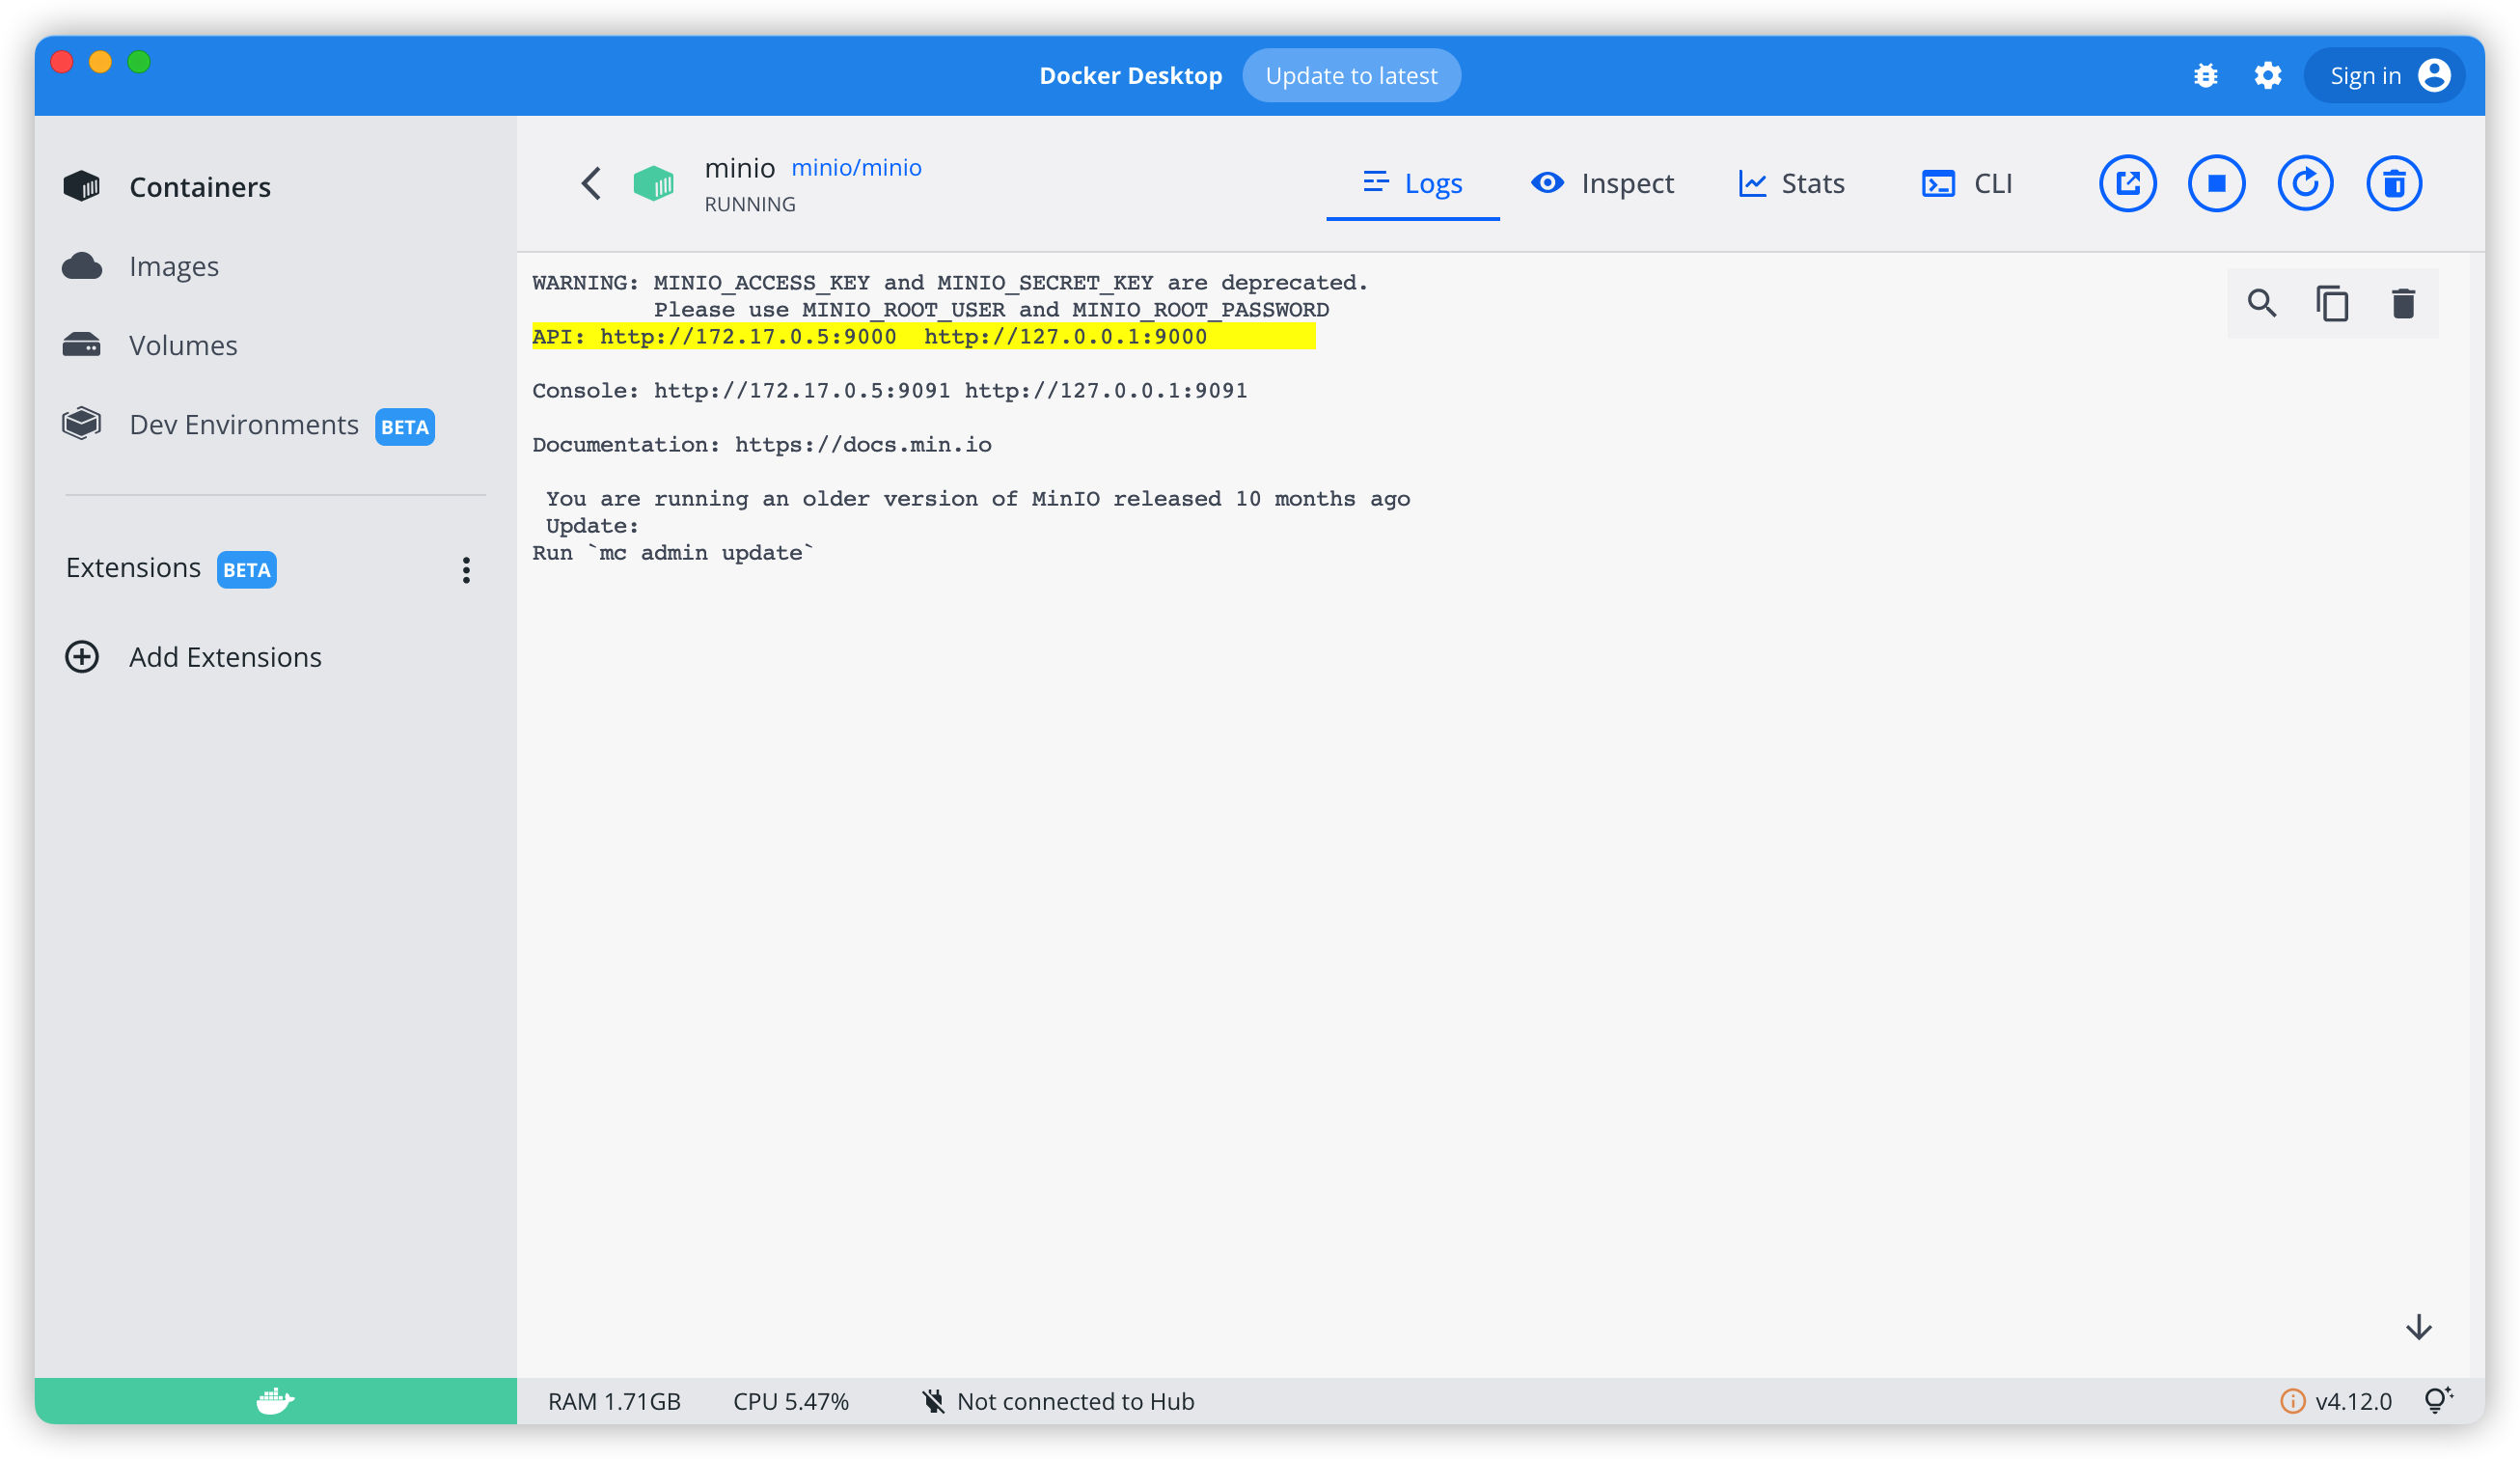 Docker Desktop
Update to latest
Sign in
Containers
Images
Volumes
Dev Environments BETA
Extensions BETA
Add Extensions
minio minio/minio
RUNNING
Logs
Inspect
Stats
CLI
WARNING: MINIO_ACCESS_KEY and MINIO_SECRET_KEY are deprecated.
Please use MINIO_ROOT_USER and MINIO_ROOT_PASSWORD
API: http://172.17.0.5:9000  http://127.0.0.1:9000
Console: http://172.17.0.5:9091 http://127.0.0.1:9091
Documentation: https://docs.min.io
You are running an older version of MinIO released 10 months ago
Update:
Run `mc admin update`
RAM 1.71GB
CPU 5.47%
Not connected to Hub
v4.12.0